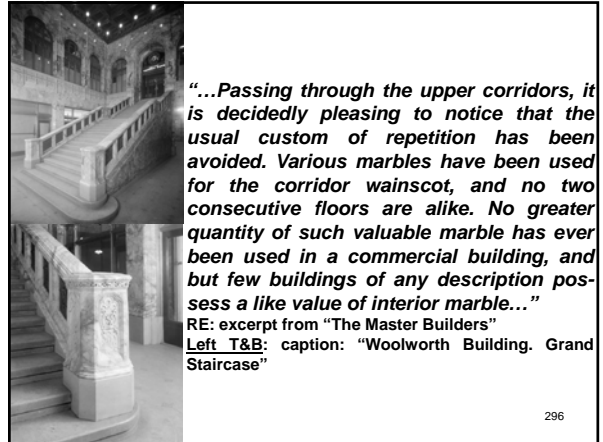 “…Passing through the upper corridors, it
is decidedly pleasing to notice that the
usual custom of repetition has been
avoided. Various marbles have been used
for the corridor wainscot, and no two
consecutive floors are alike. No greater
quantity of such valuable marble has ever
been used in a commercial building, and
but few buildings of any description pos-
sess a like value of interior marble…”
RE: excerpt from “The Master Builders”
Left T&B: caption: “Woolworth Building. Grand
Staircase”
296